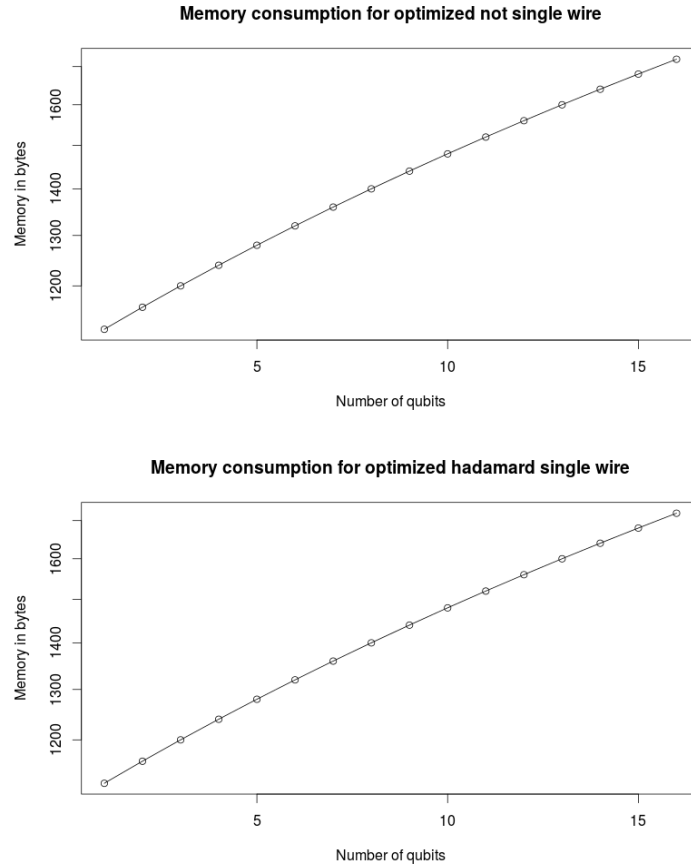 Memory consumption for optimized not single wire
Memory in bytes
1600
1400
1300
1200
5 10 15
Number of qubits
Memory consumption for optimized hadamard single wire
Memory in bytes
1600
1400
1300
1200
5 10 15
Number of qubits